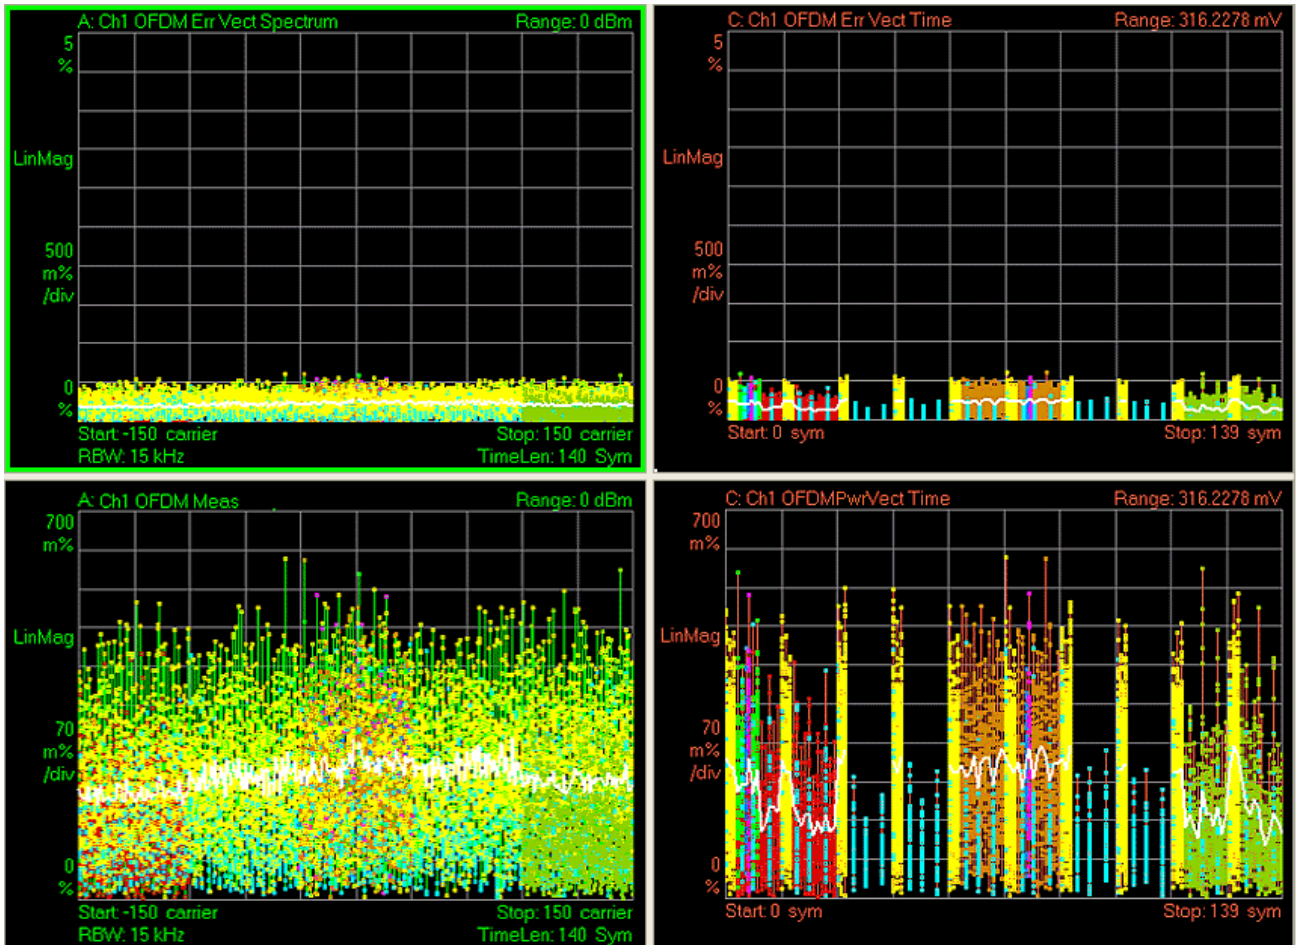 A: Ch1 OFDM Err Vect Spectrum Range: 0 dBm
5
%
LinMag
500
m%
/div
0
%
Start: -150 carrier Stop: 150 carrier
RBW: 15 kHz TimeLen: 140 Sym
C: Ch1 OFDM Err Vect Time Range: 316.2278 mV
5
%
LinMag
500
m%
/div
0
%
Start: 0 sym Stop: 139 sym
A: Ch1 OFDM Meas Range: 0 dBm
700
m%
LinMag
70
m%
/div
0
%
Start: -150 carrier Stop: 150 carrier
RBW: 15 kHz TimeLen: 140 Sym
C: Ch1 OFDMPwrVect Time Range: 316.2278 mV
700
m%
LinMag
70
m%
/div
0
%
Start: 0 sym Stop: 139 sym